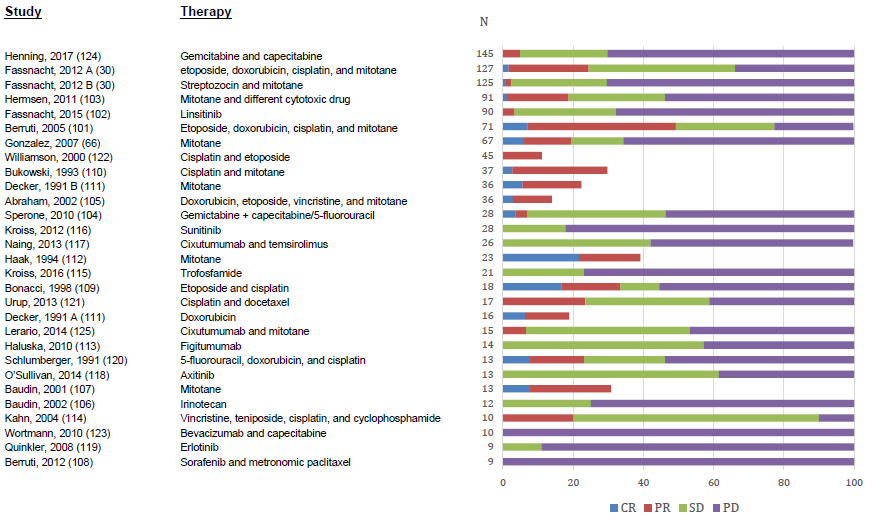 Study Therapy N
Henning, 2017 (124) Gemcitabine and capecitabine 145
Fassnacht, 2012 A (30) etoposide, doxorubicin, cisplatin, and mitotane 127
Fassnacht, 2012 B (30) Streptozocin and mitotane 125
Hermsen, 2011 (103) Mitotane and different cytotoxic drug 91
Fassnacht, 2015 (102) Linsitinib 90
Berruti, 2005 (101) Etoposide, doxorubicin, cisplatin, and mitotane 71
Gonzalez, 2007 (66) Mitotane 67
Williamson, 2000 (122) Cisplatin and etoposide 45
Bukowski, 1993 (110) Cisplatin and mitotane 37
Decker, 1991 B (111) Mitotane 36
Abraham, 2002 (105) Doxorubicin, etoposide, vincristine, and mitotane 36
Sperone, 2010 (104) Gemictabine + capecitabine/5-fluorouracil 28
Kroiss, 2012 (116) Sunitinib 28
Naing, 2013 (117) Cixutumumab and temsirolimus 26
Haak, 1994 (112) Mitotane 23
Kroiss, 2016 (115) Trofosfamide 21
Bonacci, 1998 (109) Etoposide and cisplatin 18
Urup, 2013 (121) Cisplatin and docetaxel 17
Decker, 1991 A (111) Doxorubicin 16
Lerario, 2014 (125) Cixutumumab and mitotane 15
Haluska, 2010 (113) Figitumumab 14
Schlumberger, 1991 (120) 5-fluorouracil, doxorubicin, and cisplatin 13
O'Sullivan, 2014 (118) Axitinib 13
Baudin, 2001 (107) Mitotane 13
Baudin, 2002 (106) Irinotecan 12
Kahn, 2004 (114) Vincristine, teniposide, cisplatin, and cyclophosphamide 10
Wortmann, 2010 (123) Bevacizumab and capecitabine 10
Quinkler, 2008 (119) Erlotinib 9
Berruti, 2012 (108) Sorafenib and metronomic paclitaxel 9
0 20 40 60 80 100
CR PR SD PD